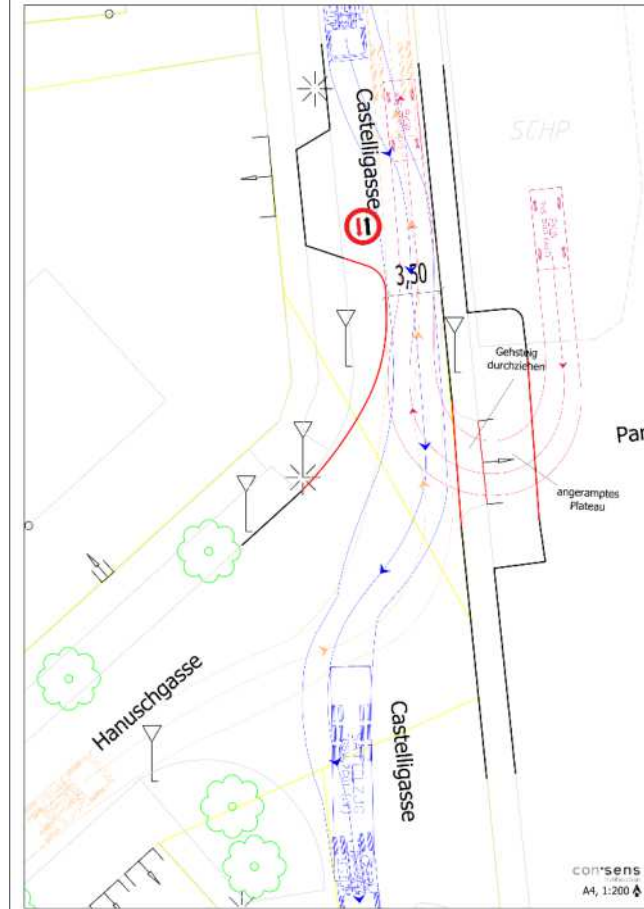 Castelligasse
SCHP
3,50
Gehsteig
durchziehen
Par
angeramptes
Plateau
Hanuschgasse
Castelligasse
con·sens
A4, 1:200